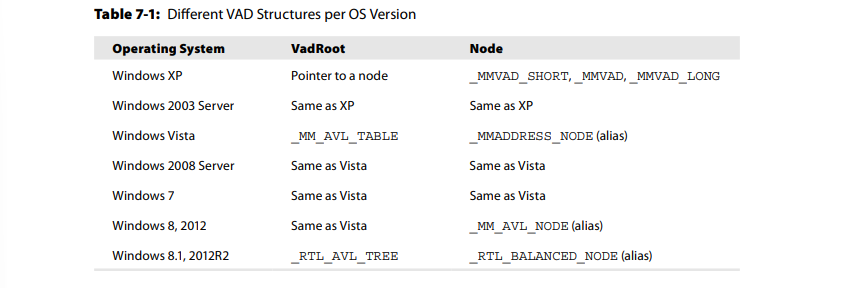 Table 7-1: Different VAD Structures per OS Version
Operating System VadRoot Node
Windows XP Pointer to a node _MMVAD_SHORT, _MMVAD, _MMVAD_LONG
Windows 2003 Server Same as XP Same as XP
Windows Vista _MM_AVL_TABLE _MMADDRESS_NODE (alias)
Windows 2008 Server Same as Vista Same as Vista
Windows 7 Same as Vista Same as Vista
Windows 8, 2012 Same as Vista _MM_AVL_NODE (alias)
Windows 8.1, 2012R2 _RTL_AVL_TREE _RTL_BALANCED_NODE (alias)